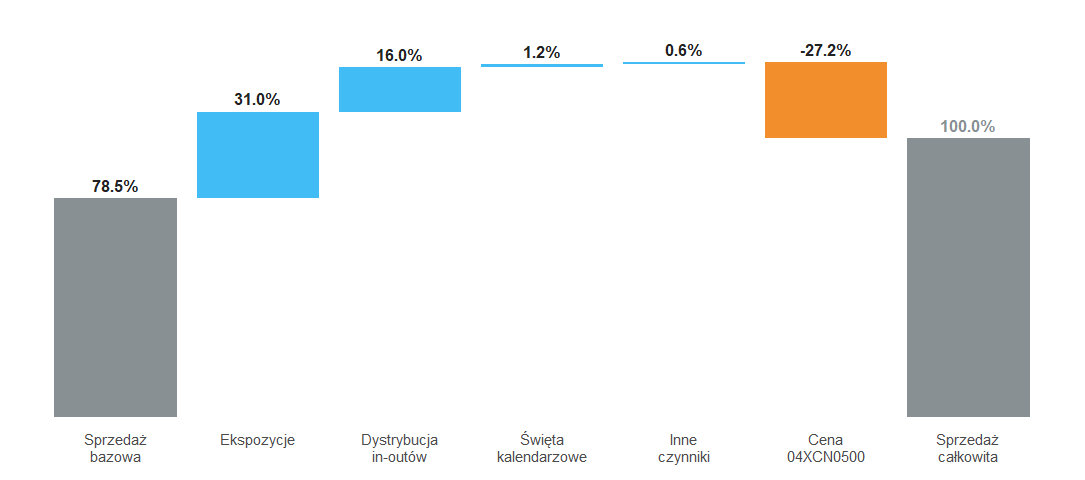 78.5%
31.0%
16.0%
1.2%
0.6%
-27.2%
100.0%
Sprzedaż
bazowa
Ekspozycje
Dystrybucja
in-outów
Święta
kalendarzowe
Inne
czynniki
Cena
04XCN0500
Sprzedaż
całkowita